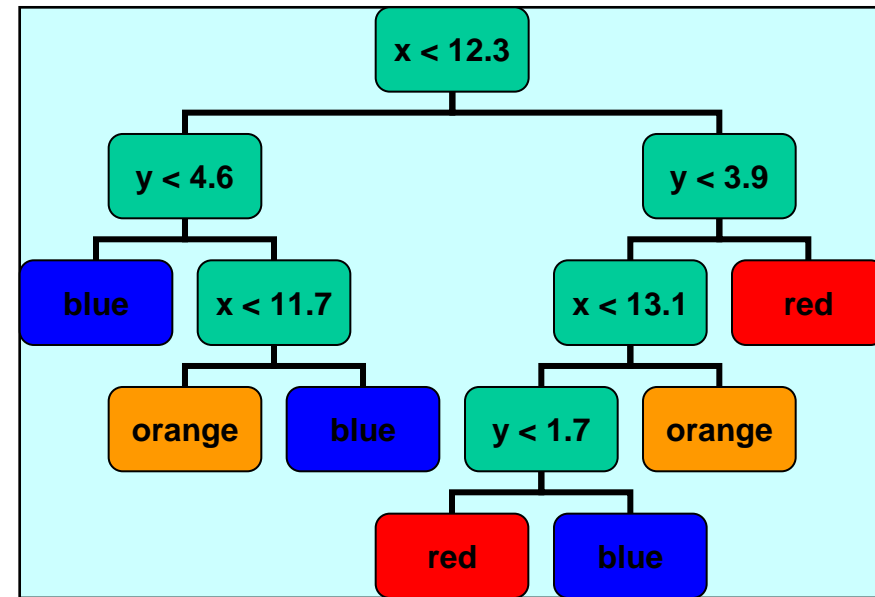 x < 12.3
y < 4.6
y < 3.9
blue
x < 11.7
x < 13.1
red
orange
blue
y < 1.7
orange
red
blue